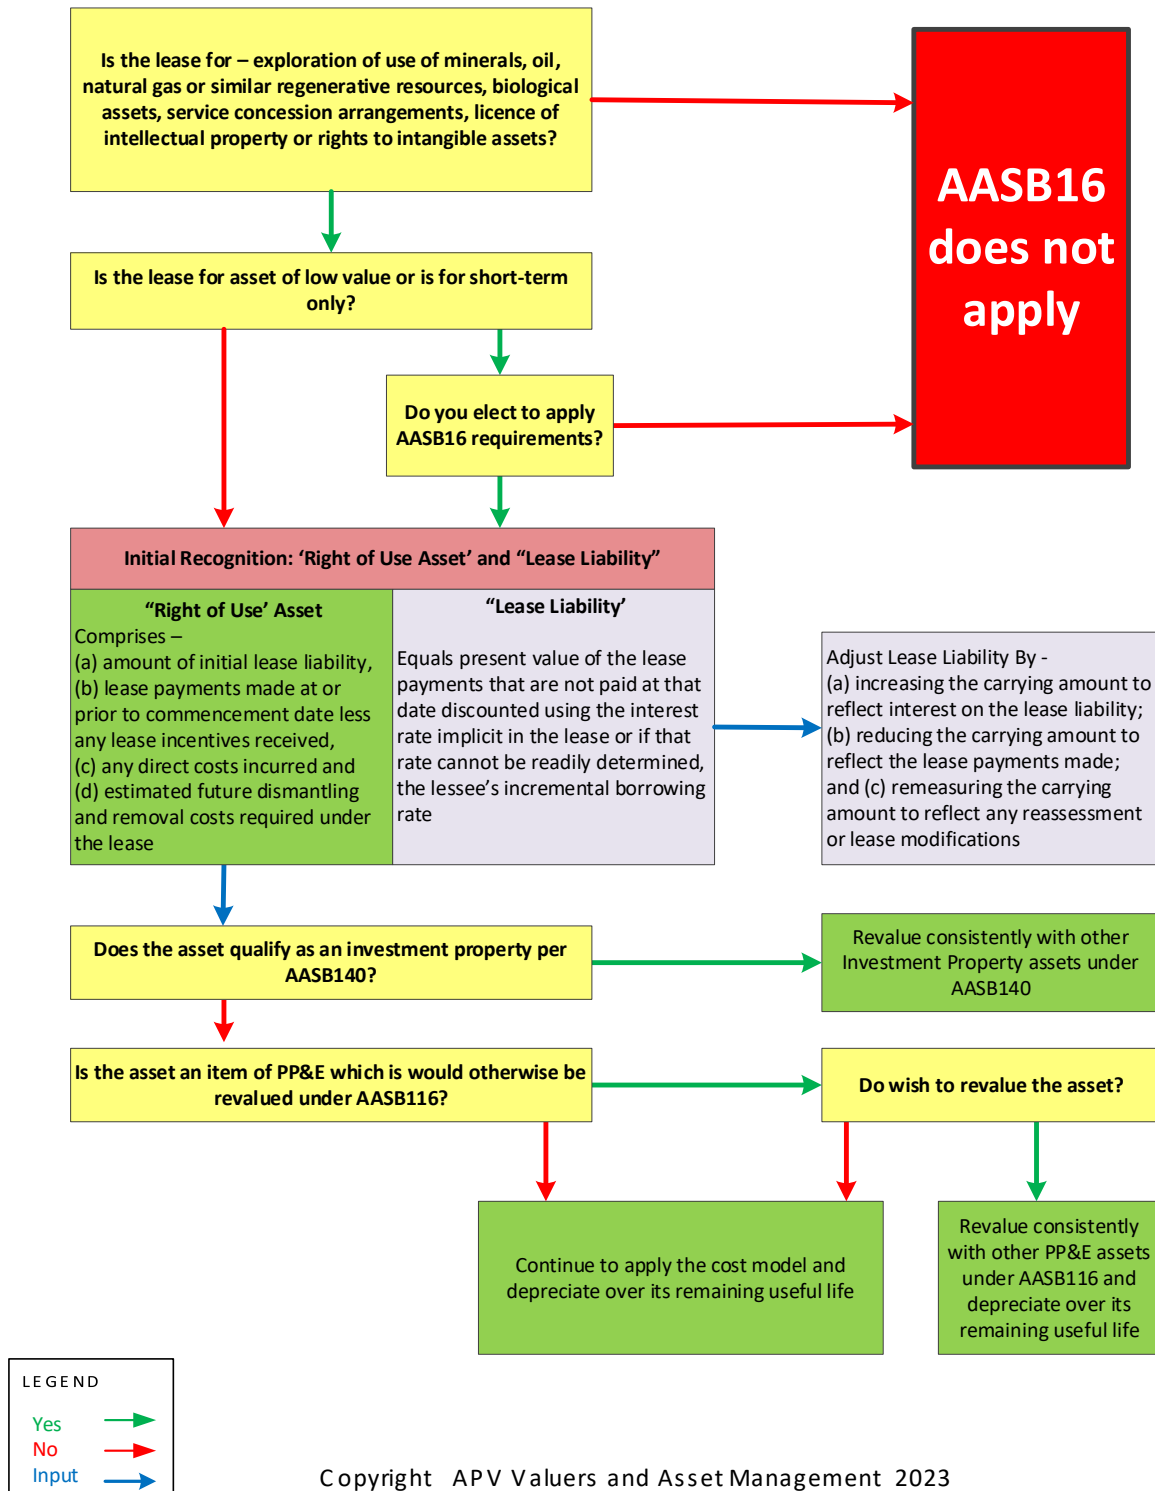 Is the lease for – exploration of use of minerals, oil,
natural gas or similar regenerative resources, biological
assets, service concession arrangements, licence of
intellectual property or rights to intangible assets?
AASB16
does not
apply
Is the lease for asset of low value or is for short-term
only?
Do you elect to apply
AASB16 requirements?
Initial Recognition: ‘Right of Use Asset’ and “Lease Liability”
“Right of Use’ Asset
Comprises –
(a) amount of initial lease liability,
(b) lease payments made at or
prior to commencement date less
any lease incentives received,
(c) any direct costs incurred and
(d) estimated future dismantling
and removal costs required under
the lease
“Lease Liability’
Equals present value of the lease
payments that are not paid at that
date discounted using the interest
rate implicit in the lease or if that
rate cannot be readily determined,
the lessee’s incremental borrowing
rate
Adjust Lease Liability By -
(a) increasing the carrying amount to
reflect interest on the lease liability;
(b) reducing the carrying amount to
reflect the lease payments made;
and (c) remeasuring the carrying
amount to reflect any reassessment
or lease modifications
Does the asset qualify as an investment property per
AASB140?
Revalue consistently with other
Investment Property assets under
AASB140
Is the asset an item of PP&E which is would otherwise be
revalued under AASB116?
Do wish to revalue the asset?
Continue to apply the cost model and
depreciate over its remaining useful life
Revalue consistently
with other PP&E assets
under AASB116 and
depreciate over its
remaining useful life
LEGEND
Yes
No
Input
Copyright APV Valuers and Asset Management 2023